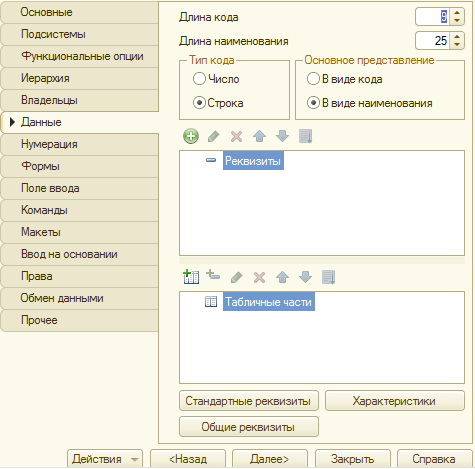 Основные
Подсистемы
Функциональные опции
Иерархия
Владельцы
Данные
Нумерация
Формы
Поле ввода
Команды
Макеты
Ввод на основании
Права
Обмен данными
Прочее
Длина кода 9
Длина наименования 25
Тип кода
Число
Строка
Основное представление
В виде кода
В виде наименования
Реквизиты
Табличные части
Стандартные реквизиты Характеристики
Общие реквизиты
Действия <Назад Далее> Закрыть Справка